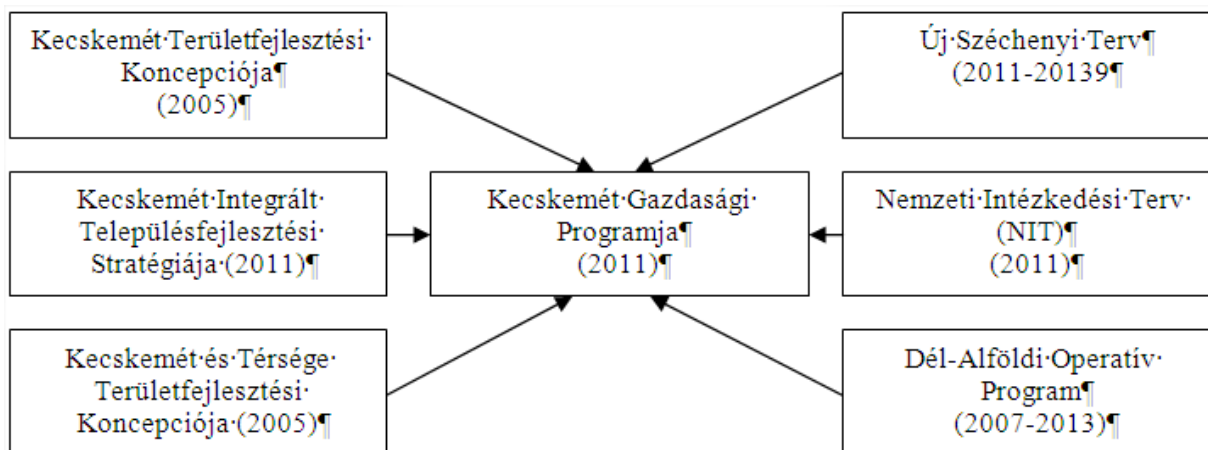 Kecskemét·Területfejlesztési·
Koncepciója¶
(2005)¶
Új·Széchenyi·Terv¶
(2011-20139¶
Kecskemét·Integrált·
Településfejlesztési·
Stratégiája·(2011)¶
Kecskemét·Gazdasági·
Programja¶
(2011)¶
Nemzeti·Intézkedési·Terv·
(NIT)¶
(2011)¶
Kecskemét·és·Térsége·
Területfejlesztési·
Koncepciója·(2005)¶
Dél-Alföldi·Operatív·
Program¶
(2007-2013)¶